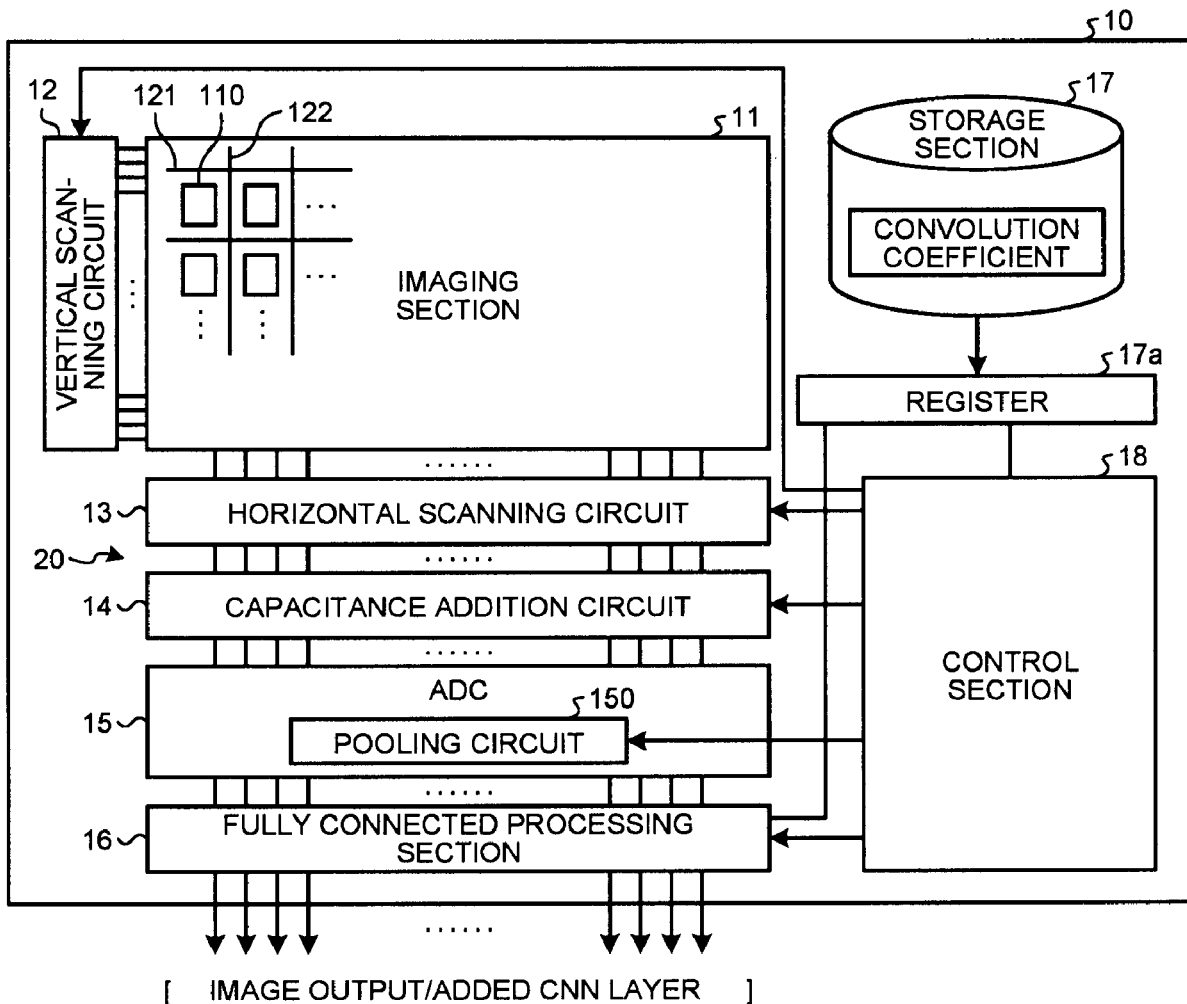 10
12
121
110
122
11
17
STORAGE
SECTION
CONVOLUTION
COEFFICIENT
VERTICAL SCAN-
NING CIRCUIT
IMAGING
SECTION
17a
REGISTER
18
13
HORIZONTAL SCANNING CIRCUIT
20
14
CAPACITANCE ADDITION CIRCUIT
CONTROL
SECTION
ADC
150
15
POOLING CIRCUIT
16
FULLY CONNECTED PROCESSING
SECTION
[ IMAGE OUTPUT/ADDED CNN LAYER ]